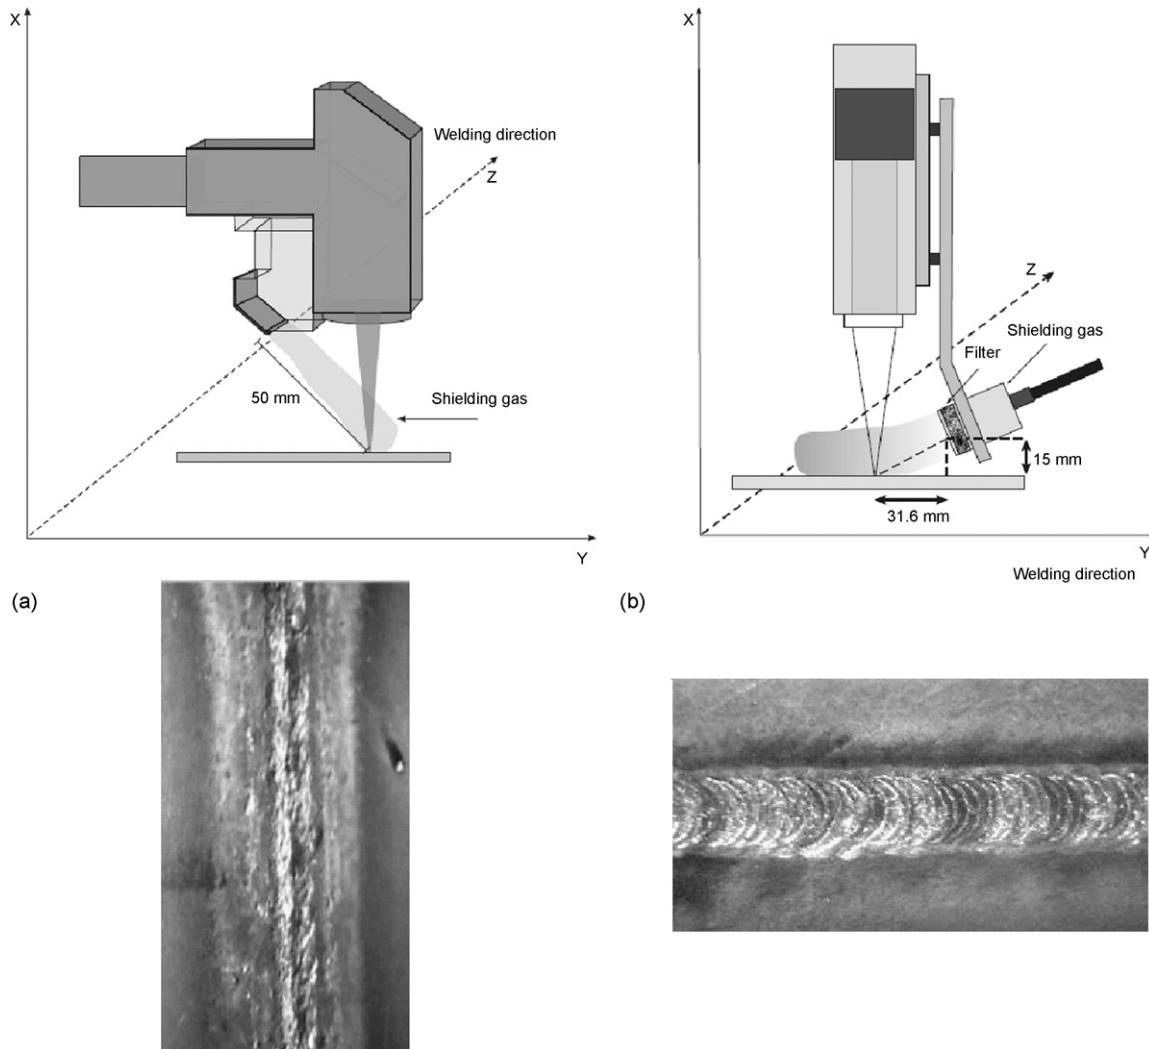 X
Welding direction
Z
50 mm
Shielding gas
Y
(a)
X
Z
Shielding gas
Filter
15 mm
31.6 mm
Y
Welding direction
(b)